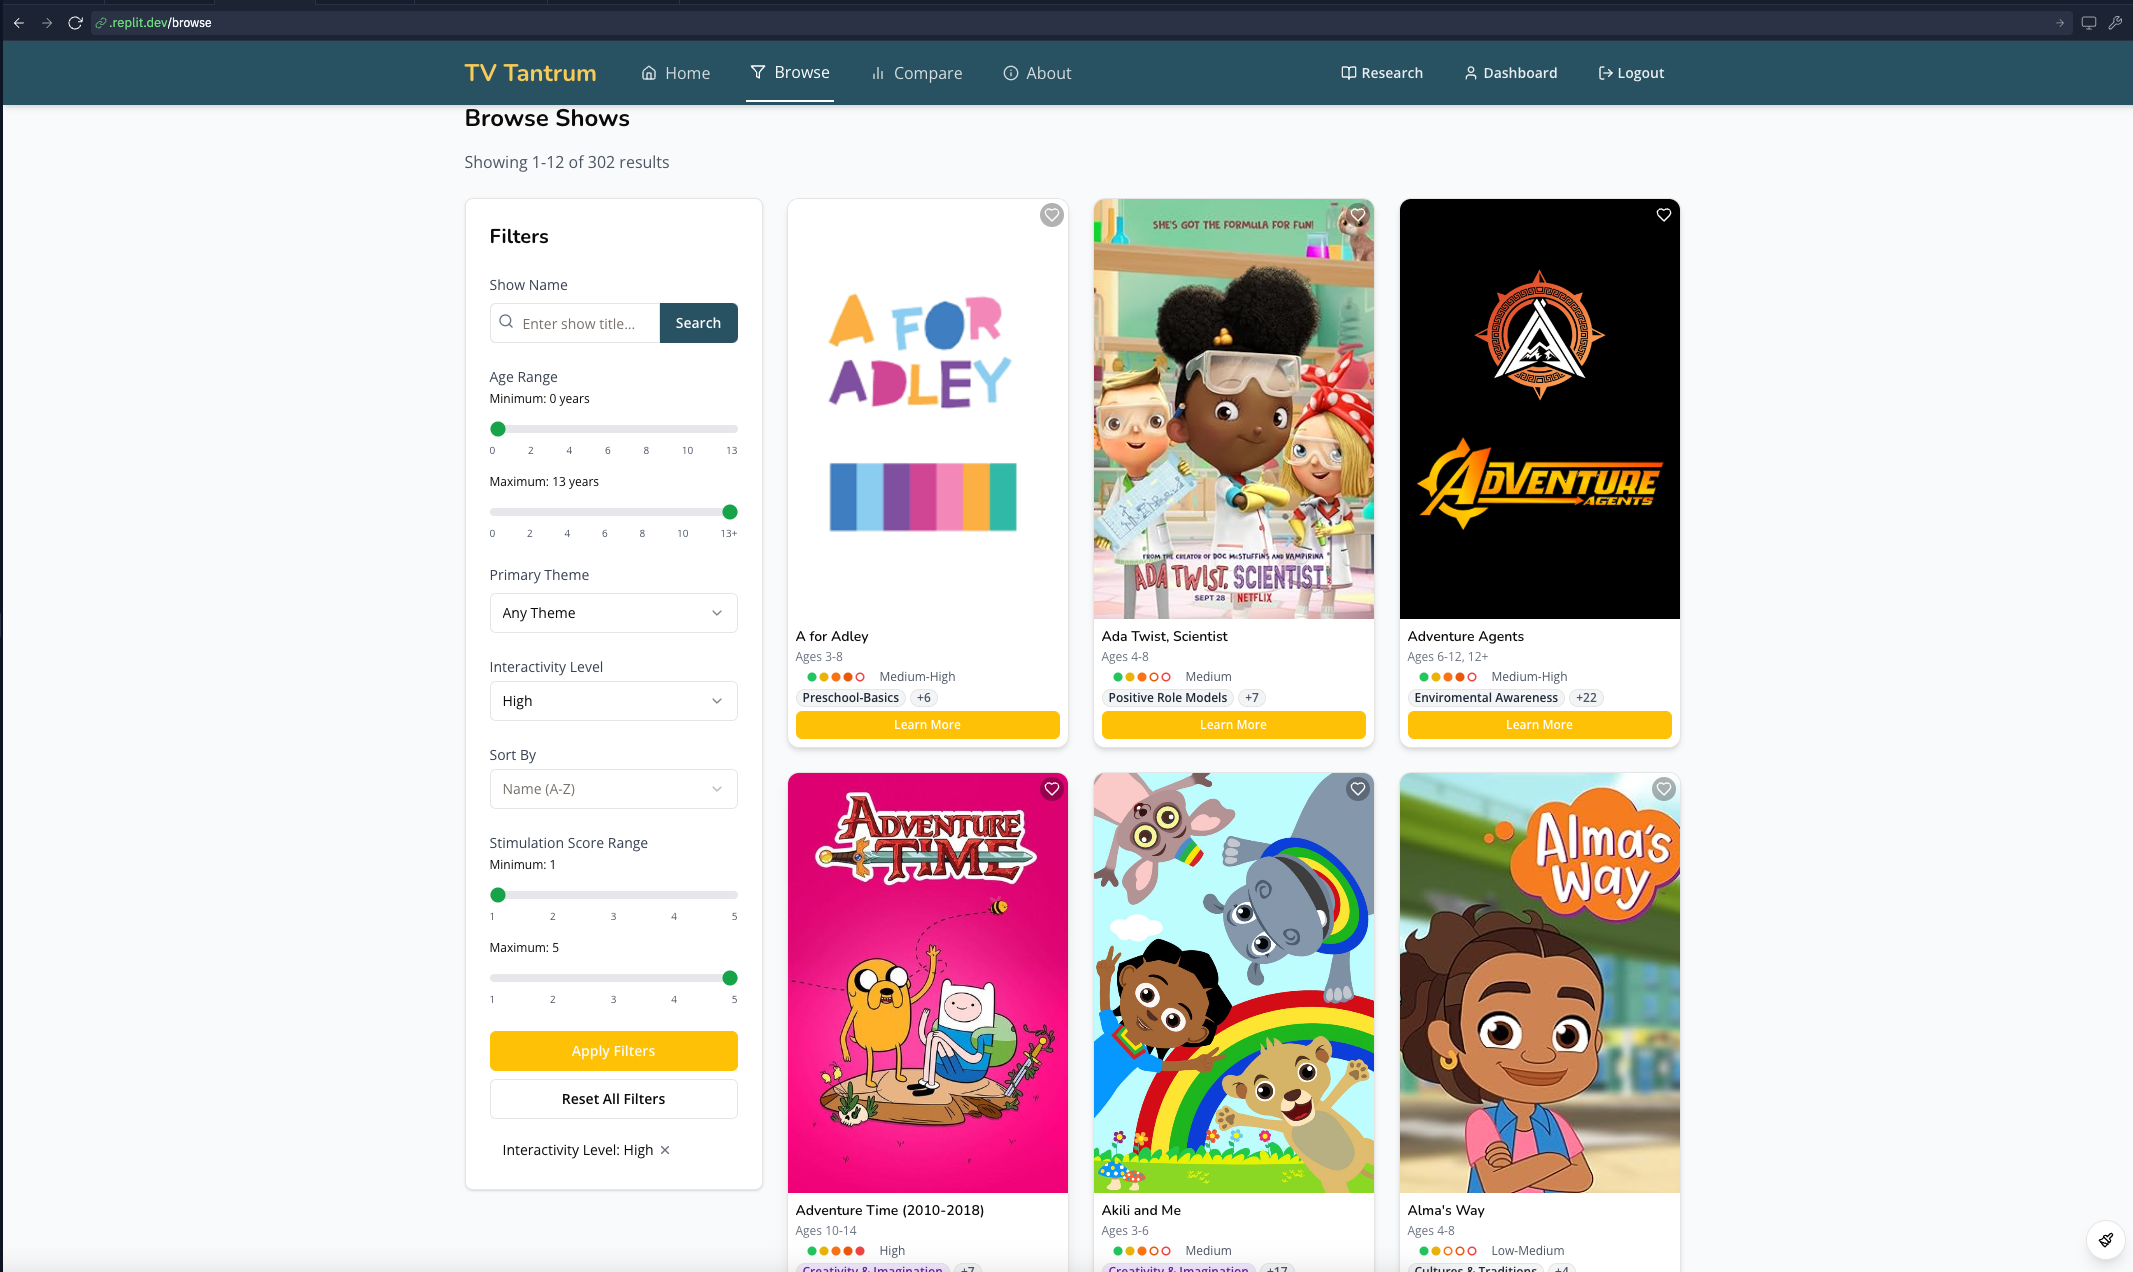 .replit.dev/browse
TV Tantrum
Home
Browse
Compare
About
Research
Dashboard
Logout
Browse Shows
Showing 1-12 of 302 results
Filters
Show Name
Enter show title...
Search
Age Range
Minimum: 0 years
0 2 4 6 8 10 13
Maximum: 13 years
0 2 4 6 8 10 13+
Primary Theme
Any Theme
Interactivity Level
High
Sort By
Name (A-Z)
Stimulation Score Range
Minimum: 1
1 2 3 4 5
Maximum: 5
1 2 3 4 5
Apply Filters
Reset All Filters
Interactivity Level: High ×
A FOR
ADLEY
A for Adley
Ages 3-8
Medium-High
Preschool-Basics +6
Learn More
SHE'S GOT THE FORMULA FOR FUN!
FROM THE CREATOR OF DOC McSTUFFINS AND VAMPIRINA
ADA TWIST, SCIENTIST
SEPT 28 | NETFLIX
Ada Twist, Scientist
Ages 4-8
Medium
Positive Role Models +7
Learn More
ADVENTURE
AGENTS
Adventure Agents
Ages 6-12, 12+
Medium-High
Enviromental Awareness +22
Learn More
ADVENTURE
TIME
Adventure Time (2010-2018)
Ages 10-14
High
Creativity & Imagination +7
Akili and Me
Ages 3-6
Medium
Creativity & Imagination +17
Alma's
Way
Alma's Way
Ages 4-8
Low-Medium
Cultures & Traditions +4